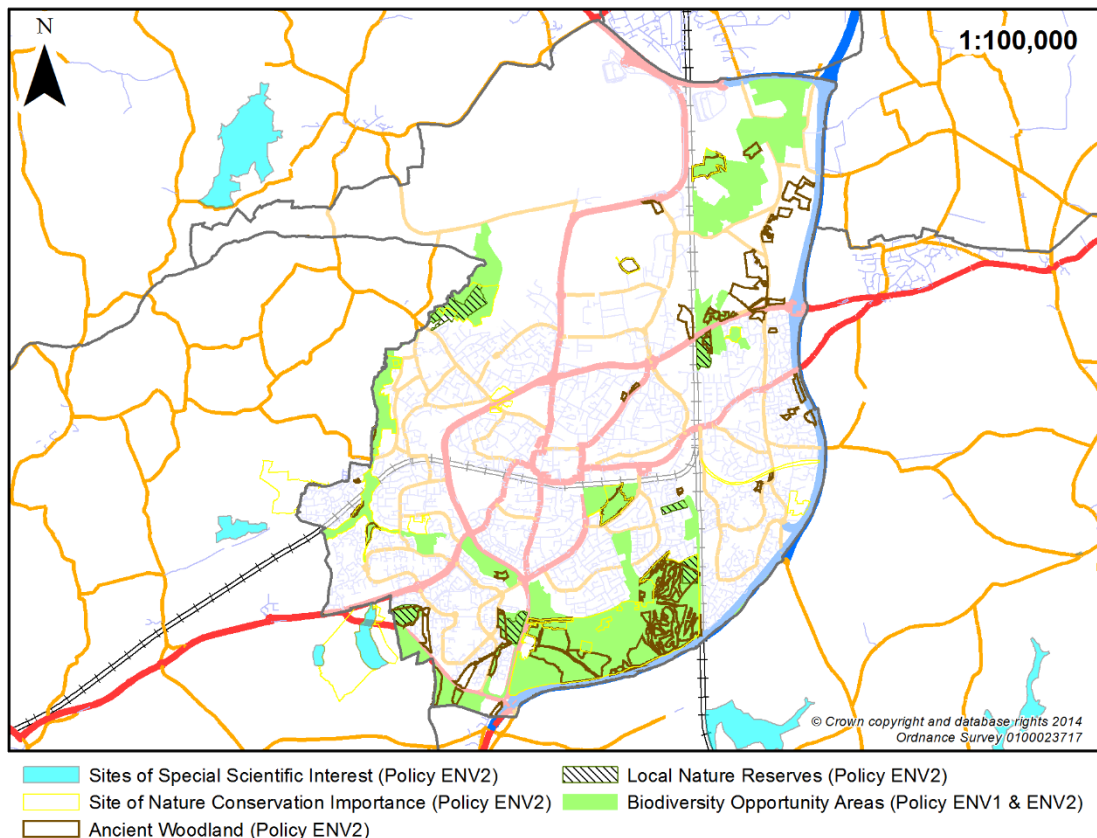 N
1:100,000
© Crown copyright and database rights 2014
Ordnance Survey 0100023717
Sites of Special Scientific Interest (Policy ENV2)
Site of Nature Conservation Importance (Policy ENV2)
Ancient Woodland (Policy ENV2)
Local Nature Reserves (Policy ENV2)
Biodiversity Opportunity Areas (Policy ENV1 & ENV2)